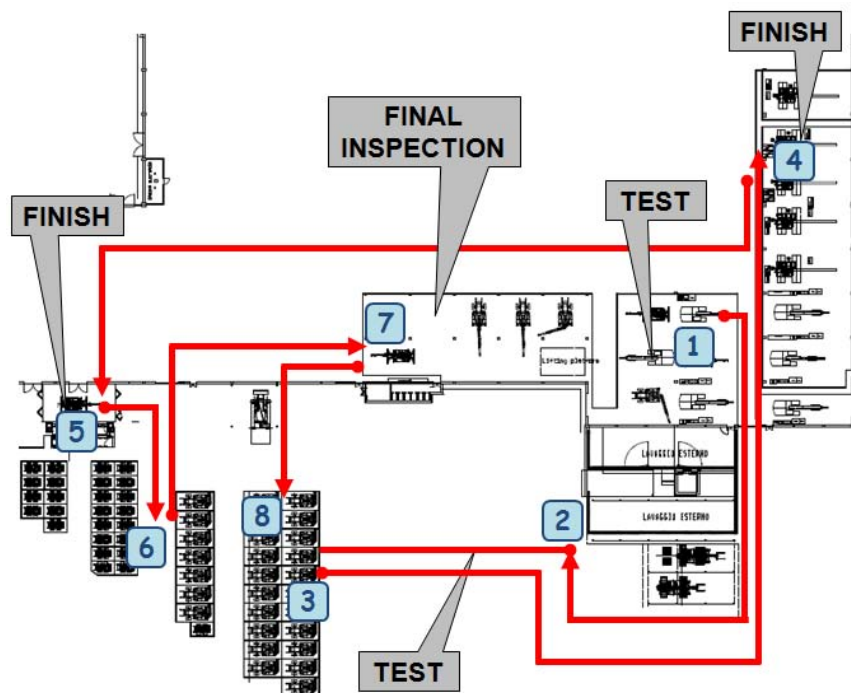 FINISH
FINAL
INSPECTION
4
TEST
FINISH
7
1
5
LAVAGGIO ESTERNO
8
2
LAVAGGIO ESTERNO
6
3
TEST